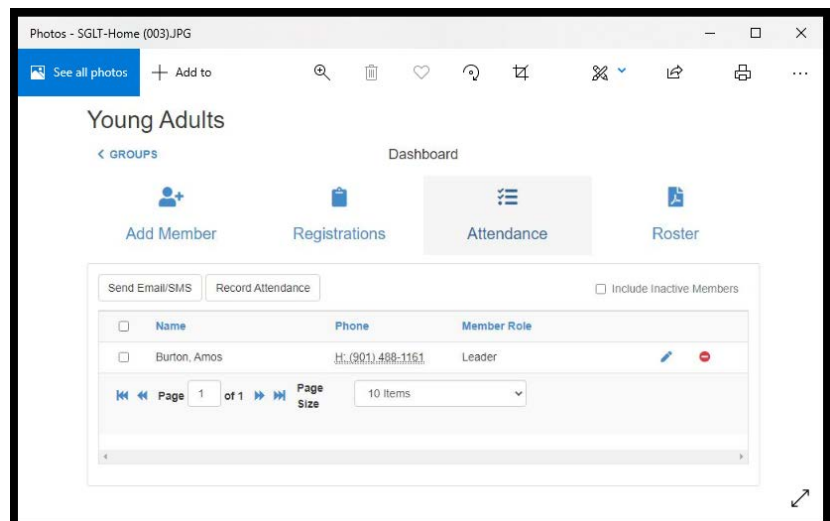 Photos - SGLT-Home (003).JPG
See all photos + Add to
Young Adults
< GROUPS Dashboard
Add Member Registrations Attendance Roster
Send Email/SMS Record Attendance Include Inactive Members
Name Phone Member Role
Burton, Amos H: (901) 488-1161 Leader
Page 1 of 1 Page Size 10 Items